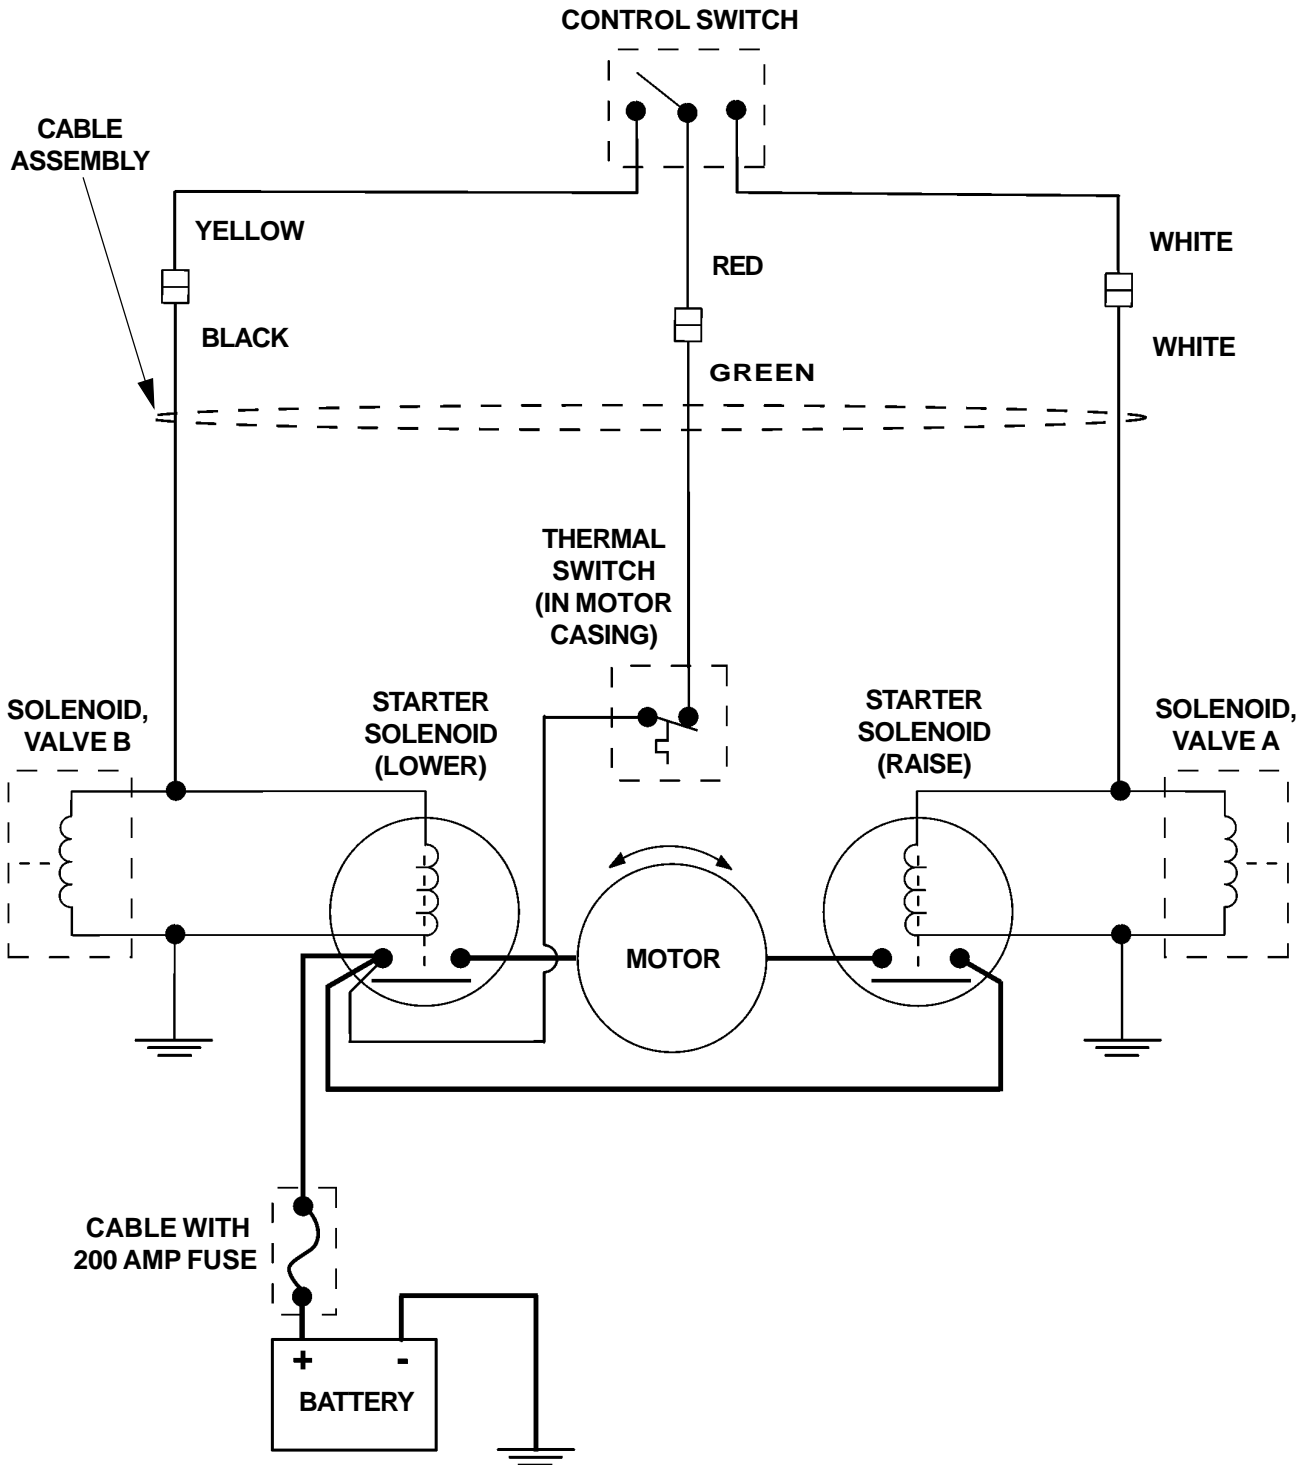 CONTROL SWITCH
CABLE
ASSEMBLY
YELLOW
WHITE
RED
BLACK
WHITE
GREEN
THERMAL
SWITCH
(IN MOTOR
CASING)
SOLENOID,
VALVE B
STARTER
SOLENOID
(LOWER)
STARTER
SOLENOID
(RAISE)
SOLENOID,
VALVE A
MOTOR
CABLE WITH
200 AMP FUSE
+ -
BATTERY